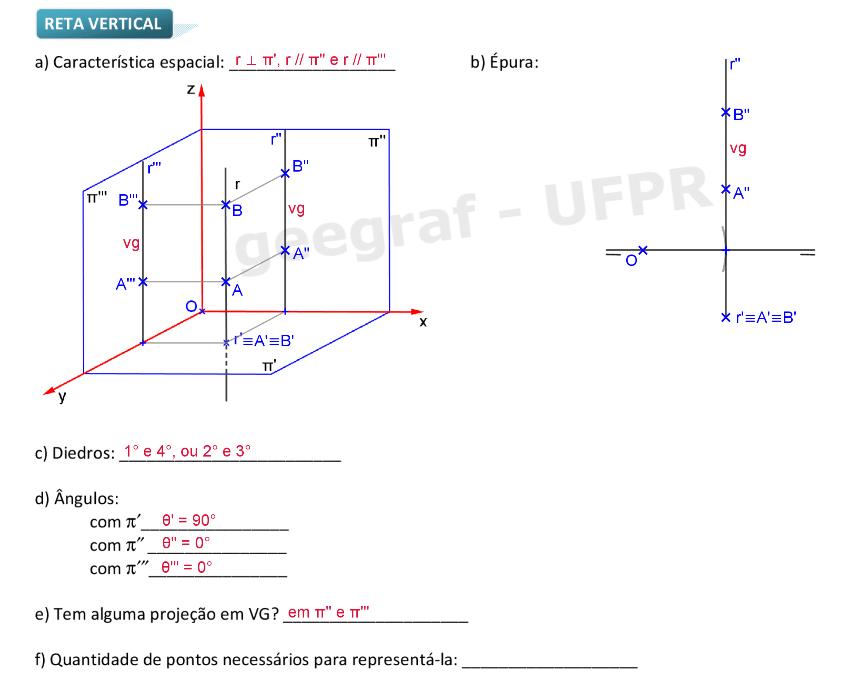 RETA VERTICAL
a) Característica espacial: r ⊥ π', r // π'' e r // π'''
b) Épura:
z
r''
π''
r'''
r
B''
π'''
B'''
B
vg
vg
A''
A'''
A
O
x
r'≡A'≡B'
π'
y
r''
B''
vg
A''
O
r'≡A'≡B'
geegraf - UFPR
c) Diedros: 1° e 4°, ou 2° e 3°
d) Ângulos:
com π′ θ' = 90°
com π″ θ'' = 0°
com π‴ θ''' = 0°
e) Tem alguma projeção em VG? em π'' e π'''
f) Quantidade de pontos necessários para representá-la: ____________________